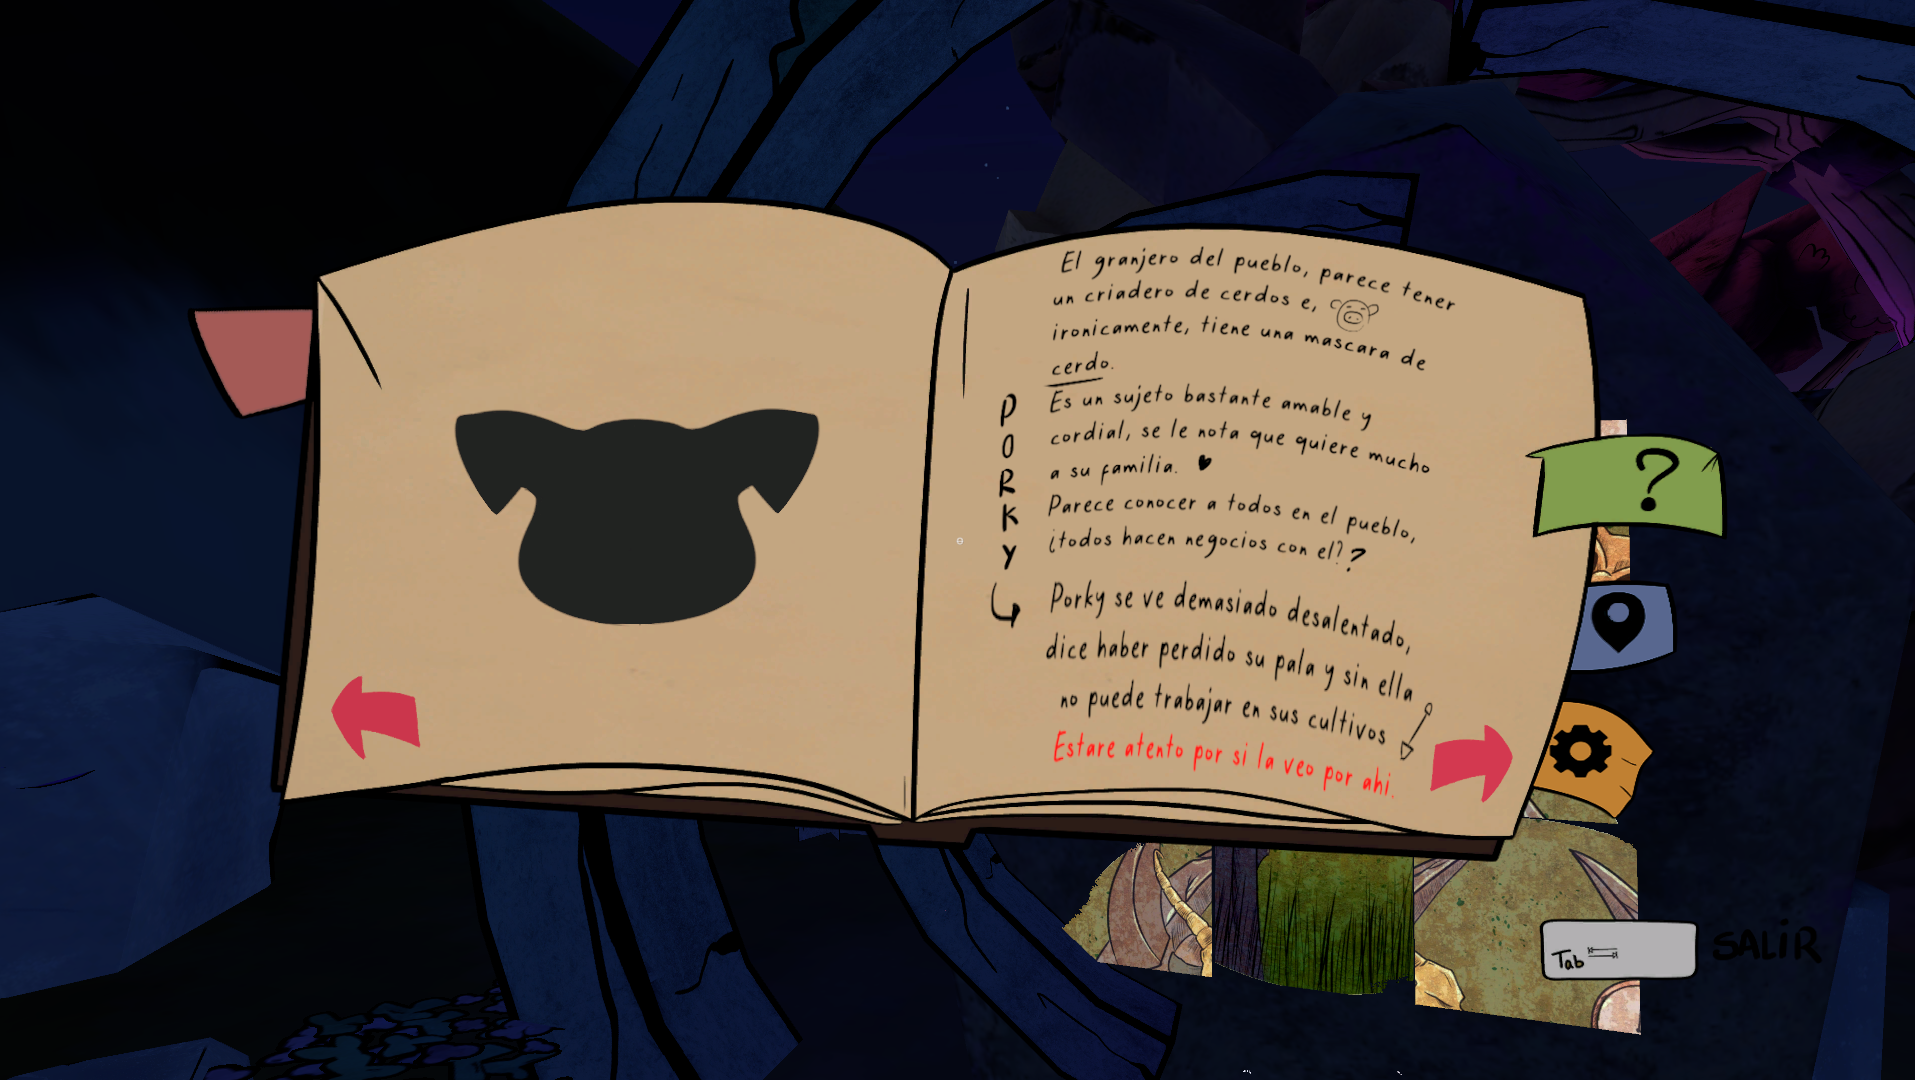 El granjero del pueblo, parece tener
un criadero de cerdos e,
ironicamente, tiene una mascara de
cerdo.
Es un sujeto bastante amable y
cordial, se le nota que quiere mucho
a su familia.
Parece conocer a todos en el pueblo,
¿todos hacen negocios con el??
PORKY
Porky se ve demasiado desalentado,
dice haber perdido su pala y sin ella
no puede trabajar en sus cultivos
Estare atento por si la veo por ahi.
?
Tab
SALIR